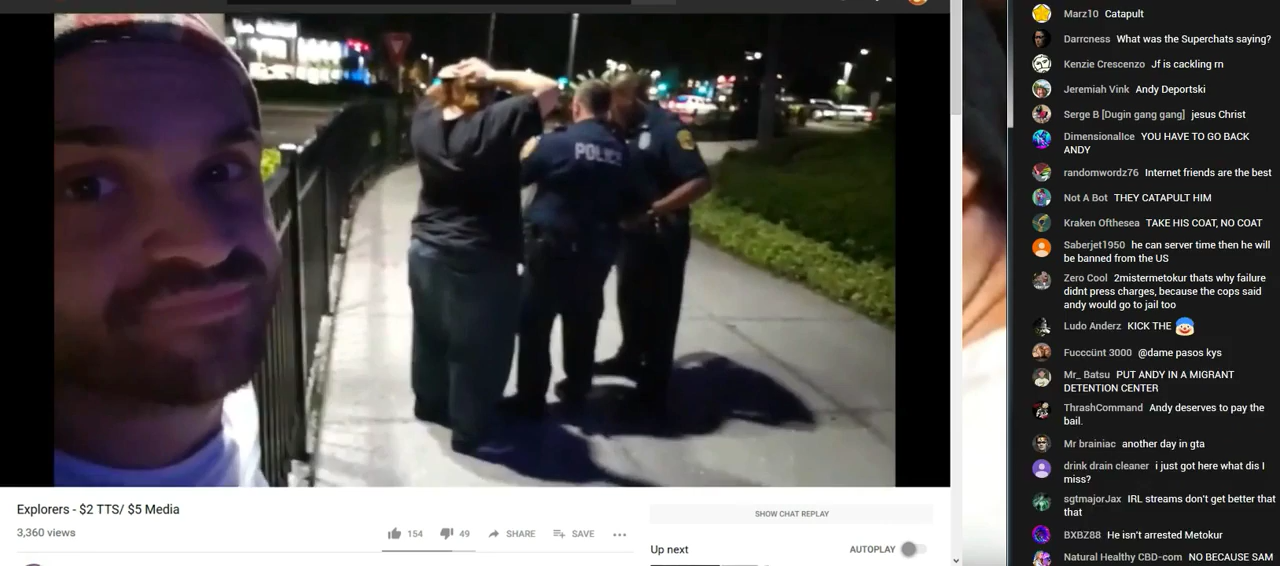 POLICE
Explorers - $2 TTS/ $5 Media
3,360 views
154
49
SHARE
SAVE
SHOW CHAT REPLAY
Up next
AUTOPLAY
Marz10 Catapult
Darrcness What was the Superchats saying?
Kenzie Crescenzo Jf is cackling rn
Jeremiah Vink Andy Deportski
Serge B [Dugin gang gang] jesus Christ
DimensionalIce YOU HAVE TO GO BACK
ANDY
randomwordz76 Internet friends are the best
Not A Bot THEY CATAPULT HIM
Kraken Ofthesea TAKE HIS COAT, NO COAT
Saberjet1950 he can server time then he will
be banned from the US
Zero Cool 2mistermetokur thats why failure
didnt press charges, because the cops said
andy would go to jail too
Ludo Anderz KICK THE
Fucccünt 3000 @dame pasos kys
Mr_ Batsu PUT ANDY IN A MIGRANT
DETENTION CENTER
ThrashCommand Andy deserves to pay the
bail.
Mr brainiac another day in gta
drink drain cleaner i just got here what dis I
miss?
sgtmajorJax IRL streams don't get better that
that
BXBZ88 He isn't arrested Metokur
Natural Healthy CBD-com NO BECAUSE SAM